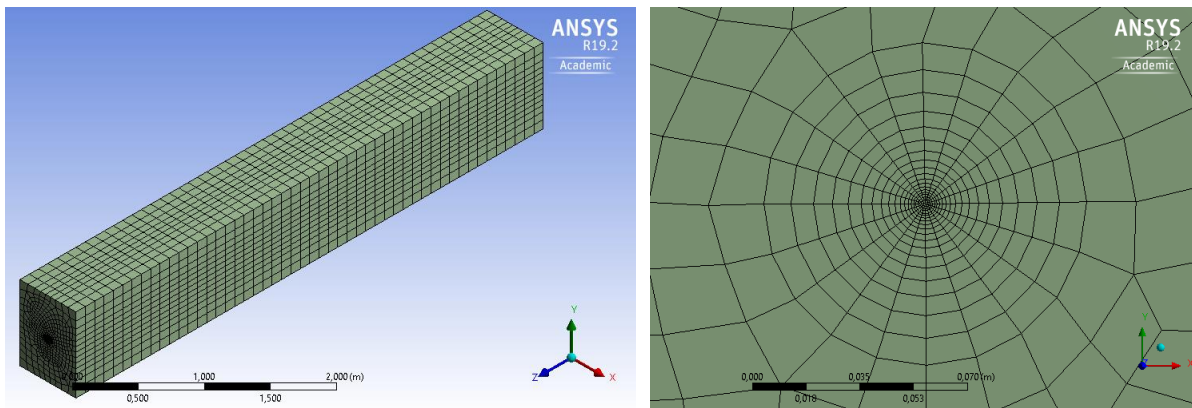 ANSYS
R19.2
Academic
Y
Z
X
0,000
1,000
2,000 (m)
0,500
1,500
ANSYS
R19.2
Academic
Y
Z
X
0,000
0,035
0,070 (m)
0,018
0,053